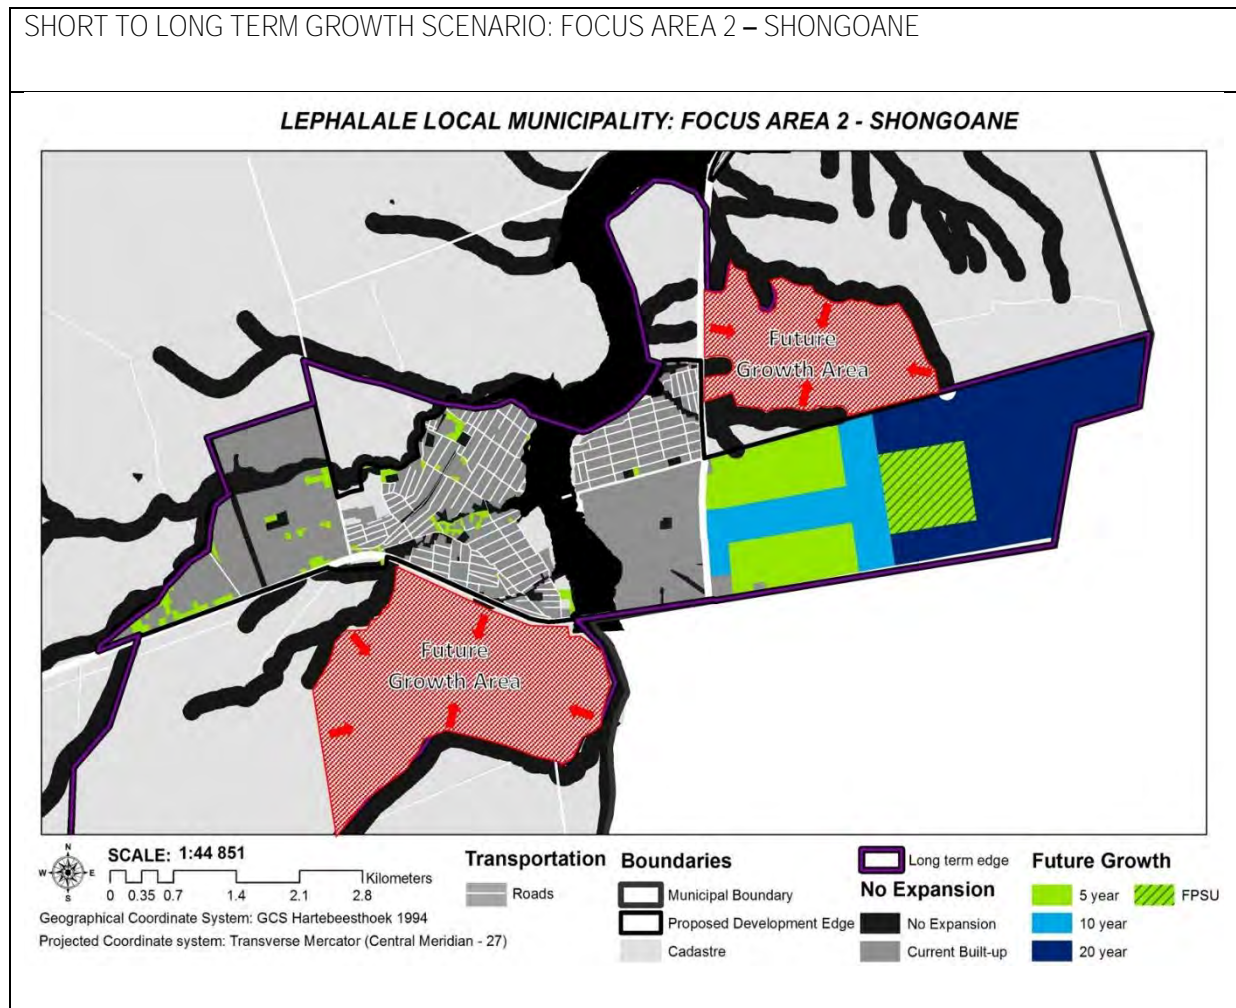 SHORT TO LONG TERM GROWTH SCENARIO: FOCUS AREA 2 – SHONGOANE
LEPHALALE LOCAL MUNICIPALITY: FOCUS AREA 2 - SHONGOANE
Future
Growth Area
Future
Growth Area
N
W E
S
SCALE: 1:44 851
Kilometers
0 0.35 0.7 1.4 2.1 2.8
Geographical Coordinate System: GCS Hartebeesthoek 1994
Projected Coordinate system: Transverse Mercator (Central Meridian - 27)
Transportation
Roads
Boundaries
Municipal Boundary
Proposed Development Edge
Cadastre
Long term edge
No Expansion
No Expansion
Current Built-up
Future Growth
5 year FPSU
10 year
20 year